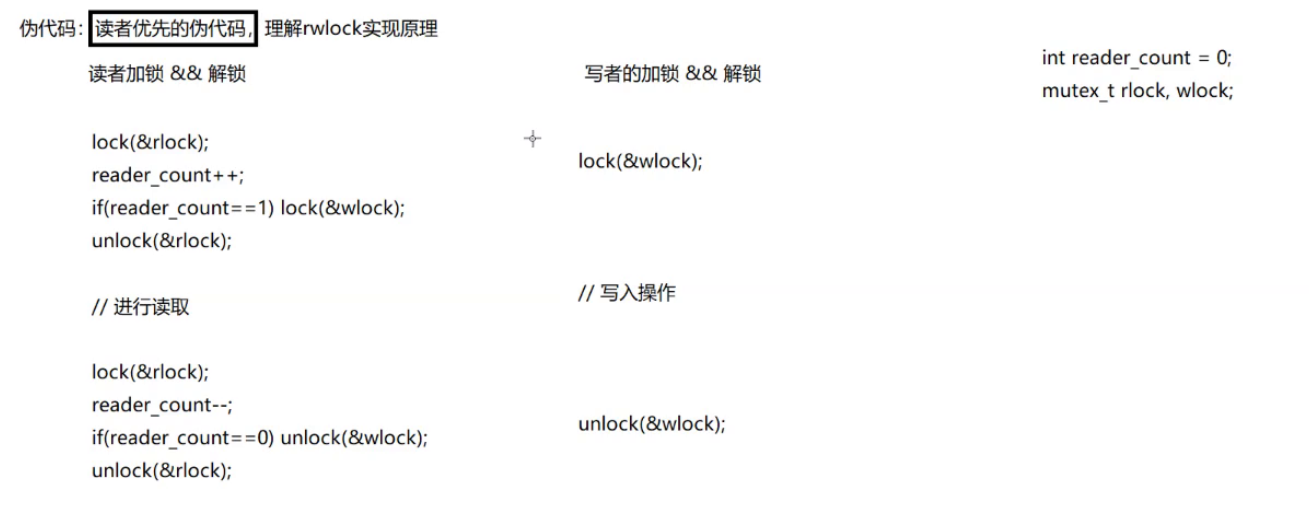 伪代码：读者优先的伪代码，理解rwlock实现原理
读者加锁 && 解锁
lock(&rlock);
reader_count++;
if(reader_count==1) lock(&wlock);
unlock(&rlock);
// 进行读取
lock(&rlock);
reader_count--;
if(reader_count==0) unlock(&wlock);
unlock(&rlock);
写者的加锁 && 解锁
lock(&wlock);
// 写入操作
unlock(&wlock);
int reader_count = 0;
mutex_t rlock, wlock;